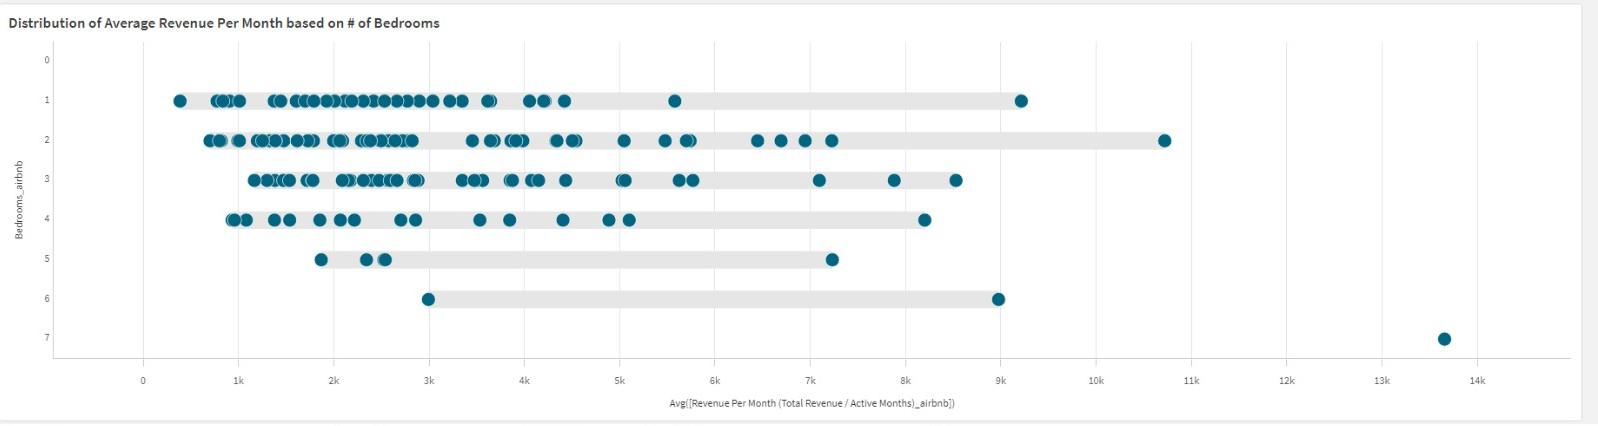 Distribution of Average Revenue Per Month based on # of Bedrooms
Bedrooms_airbnb
0
1
2
3
4
5
6
7
0 1k 2k 3k 4k 5k 6k 7k 8k 9k 10k 11k 12k 13k 14k
Avg([Revenue Per Month (Total Revenue / Active Months)_airbnb])